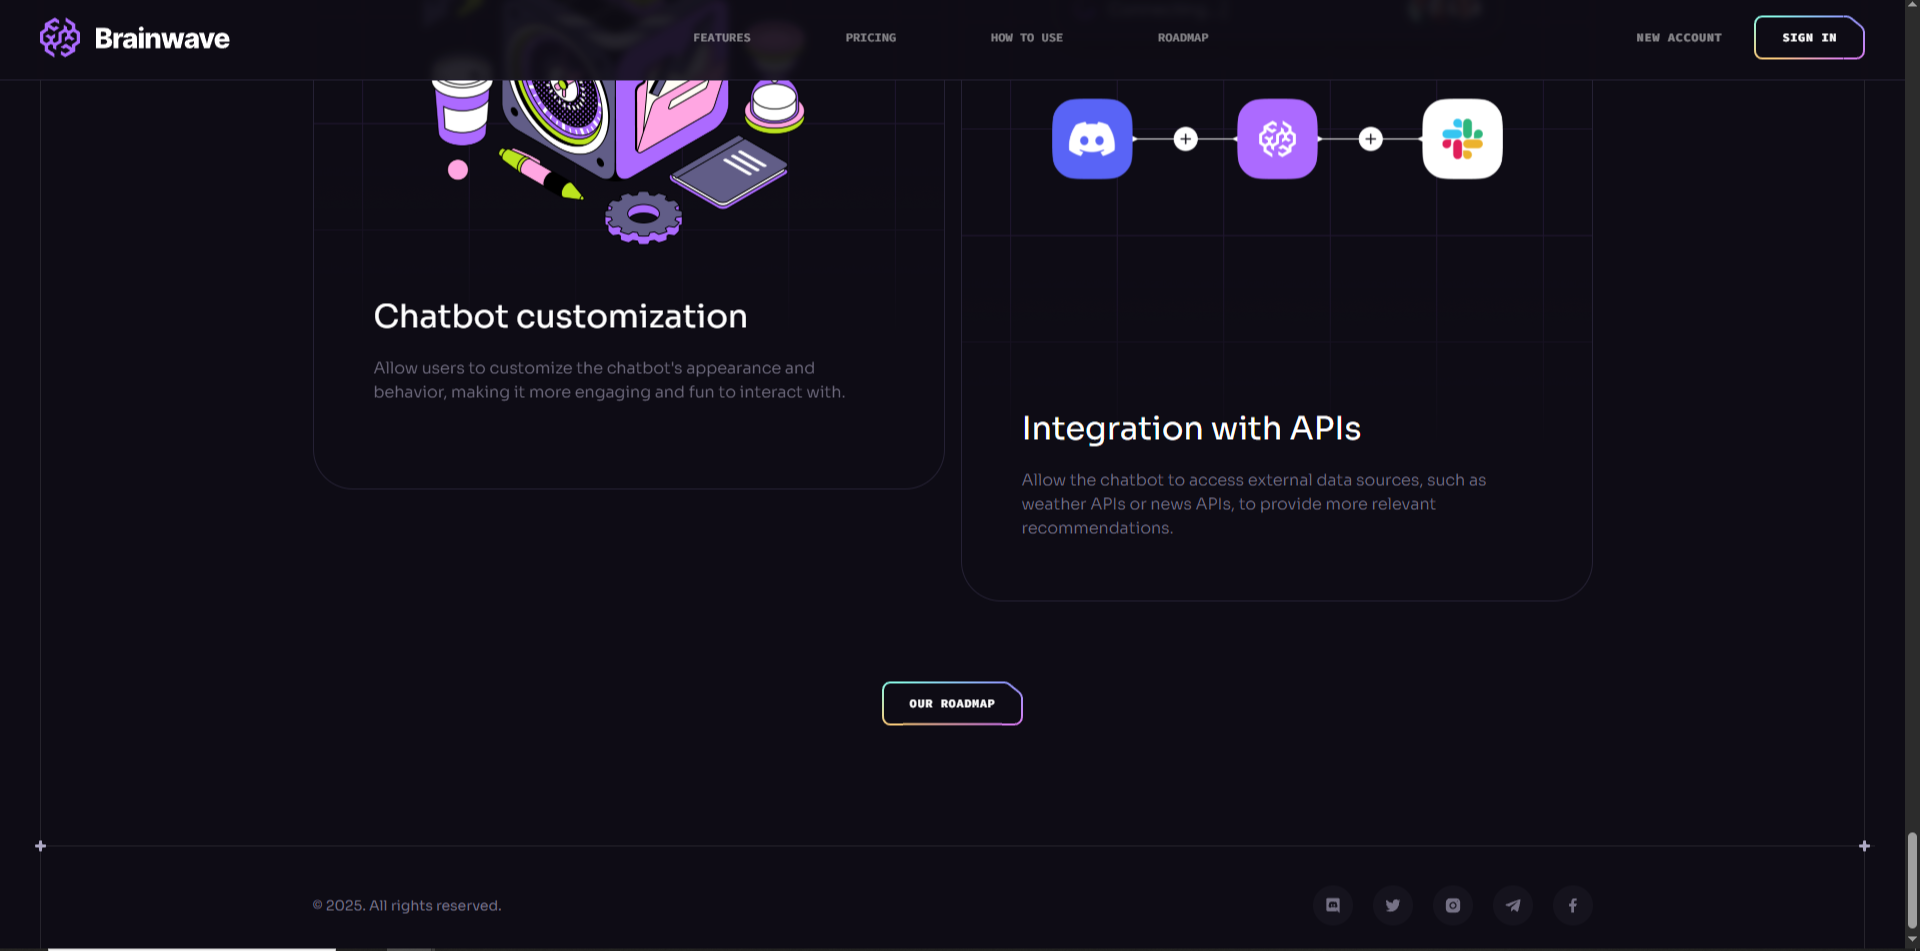 Brainwave
FEATURES
PRICING
HOW TO USE
ROADMAP
NEW ACCOUNT
SIGN IN
Chatbot customization
Allow users to customize the chatbot's appearance and
behavior, making it more engaging and fun to interact with.
Integration with APIs
Allow the chatbot to access external data sources, such as
weather APIs or news APIs, to provide more relevant
recommendations.
OUR ROADMAP
© 2025. All rights reserved.